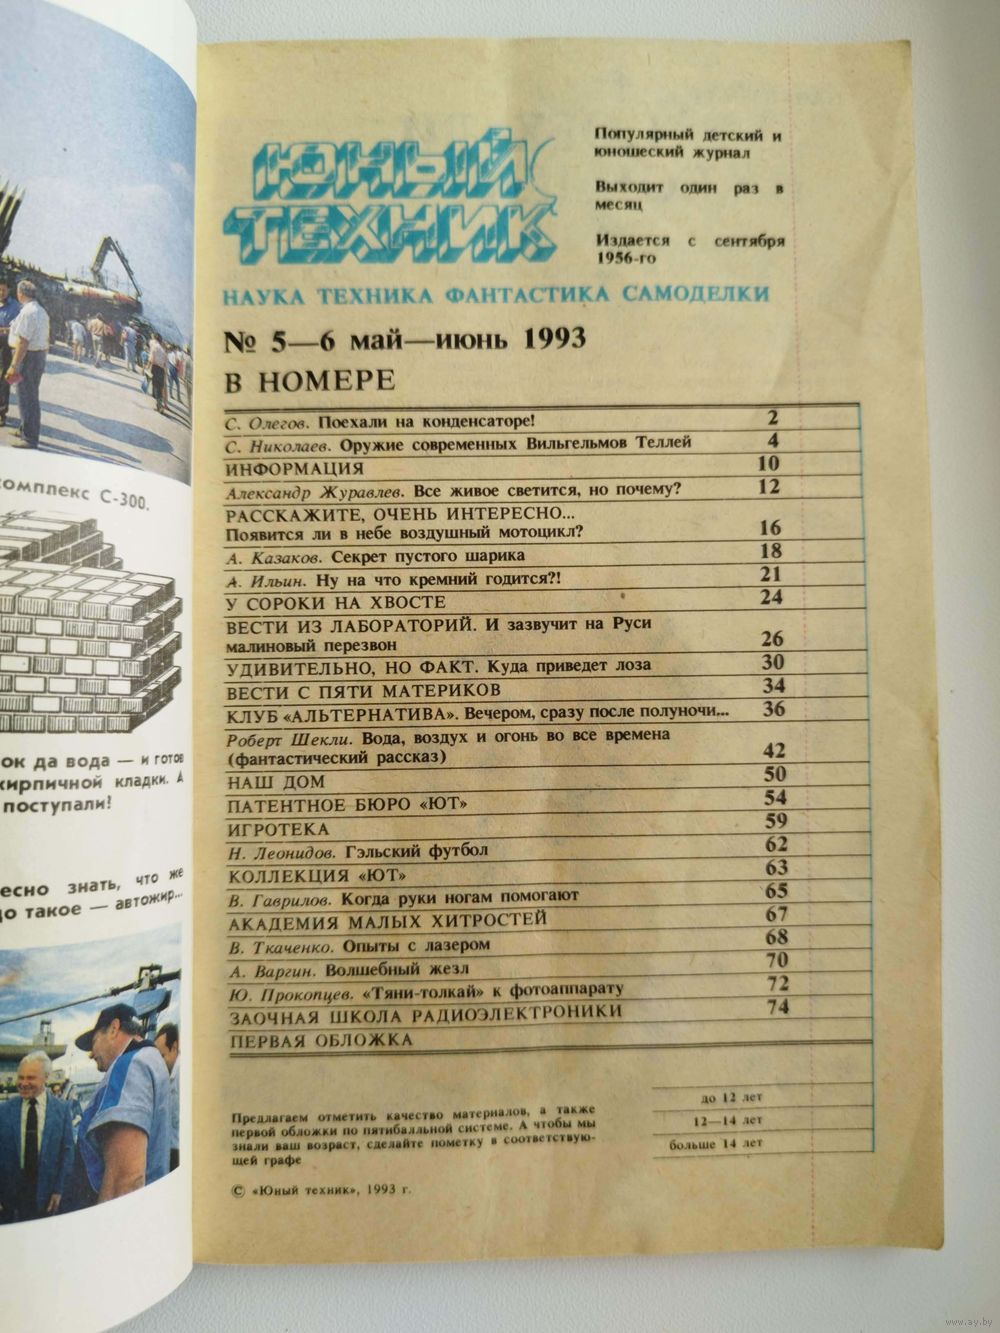 комплекс С-300.
ок да вода — и готов
кирпичной кладки. А
поступали!
ресно знать, что же
до такое — автожир...
ЮНЫЙ
ТЕХНИК
Популярный детский и
юношеский журнал
Выходит один раз в
месяц
Издается с сентября
1956-го
НАУКА ТЕХНИКА ФАНТАСТИКА САМОДЕЛКИ
№ 5—6 май—июнь 1993
В НОМЕРЕ
С. Олегов. Поехали на конденсаторе! 2
С. Николаев. Оружие современных Вильгельмов Теллей 4
ИНФОРМАЦИЯ 10
Александр Журавлев. Все живое светится, но почему? 12
РАССКАЖИТЕ, ОЧЕНЬ ИНТЕРЕСНО...
Появится ли в небе воздушный мотоцикл? 16
А. Казаков. Секрет пустого шарика 18
А. Ильин. Ну на что кремний годится?! 21
У СОРОКИ НА ХВОСТЕ 24
ВЕСТИ ИЗ ЛАБОРАТОРИЙ. И зазвучит на Руси
малиновый перезвон 26
УДИВИТЕЛЬНО, НО ФАКТ. Куда приведет лоза 30
ВЕСТИ С ПЯТИ МАТЕРИКОВ 34
КЛУБ «АЛЬТЕРНАТИВА». Вечером, сразу после полуночи... 36
Роберт Шекли. Вода, воздух и огонь во все времена
(фантастический рассказ) 42
НАШ ДОМ 50
ПАТЕНТНОЕ БЮРО «ЮТ» 54
ИГРОТЕКА 59
Н. Леонидов. Гэльский футбол 62
КОЛЛЕКЦИЯ «ЮТ» 63
В. Гаврилов. Когда руки ногам помогают 65
АКАДЕМИЯ МАЛЫХ ХИТРОСТЕЙ 67
В. Ткаченко. Опыты с лазером 68
А. Варгин. Волшебный жезл 70
Ю. Прокопцев. «Тяни-толкай» к фотоаппарату 72
ЗАОЧНАЯ ШКОЛА РАДИОЭЛЕКТРОНИКИ 74
ПЕРВАЯ ОБЛОЖКА
Предлагаем отметить качество материалов, а также
первой обложки по пятибалльной системе. А чтобы мы
знали ваш возраст, сделайте пометку в соответствую-
щей графе
до 12 лет
12—14 лет
больше 14 лет
© «Юный техник», 1993 г.
www.ay.by